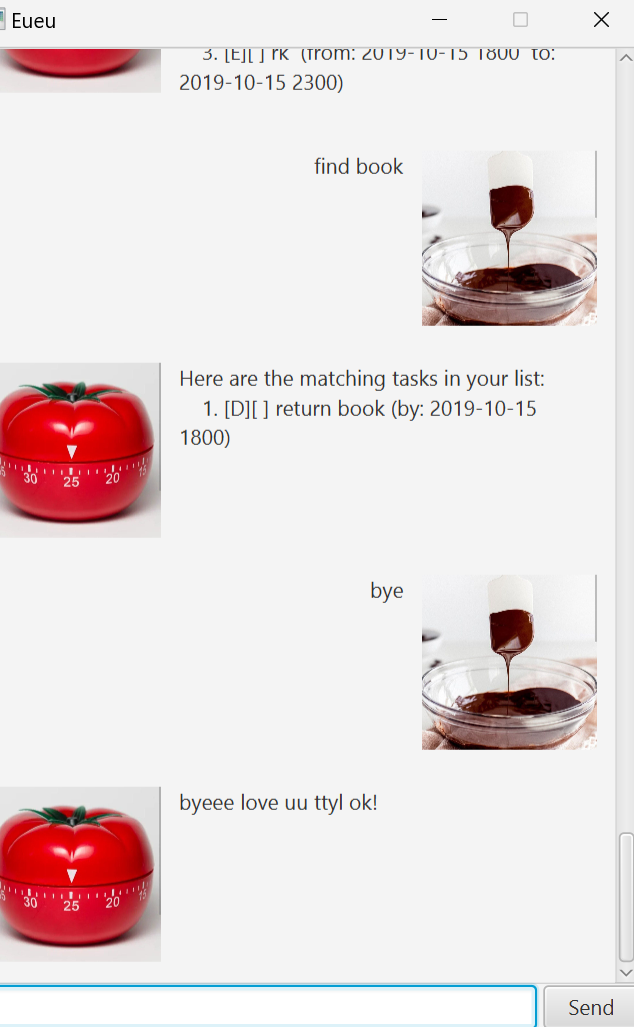 Eueu
3. [E][ ] rk  (from: 2019-10-15 1800  to:
2019-10-15 2300)
find book
Here are the matching tasks in your list:
1. [D][ ] return book (by: 2019-10-15
1800)
30 25 20 15
bye
byeee love uu ttyl ok!
30 25 20 15
Send